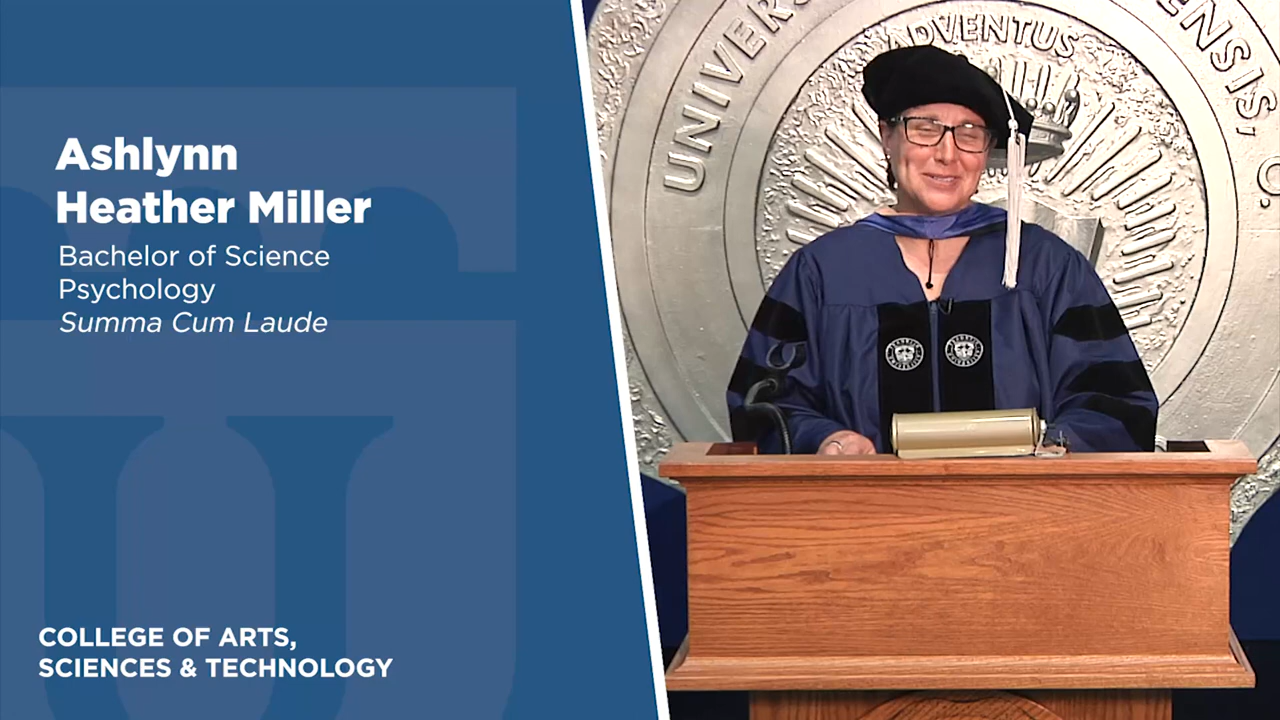 Ashlynn
Heather Miller
Bachelor of Science
Psychology
Summa Cum Laude
COLLEGE OF ARTS,
SCIENCES & TECHNOLOGY
ADVENTUS